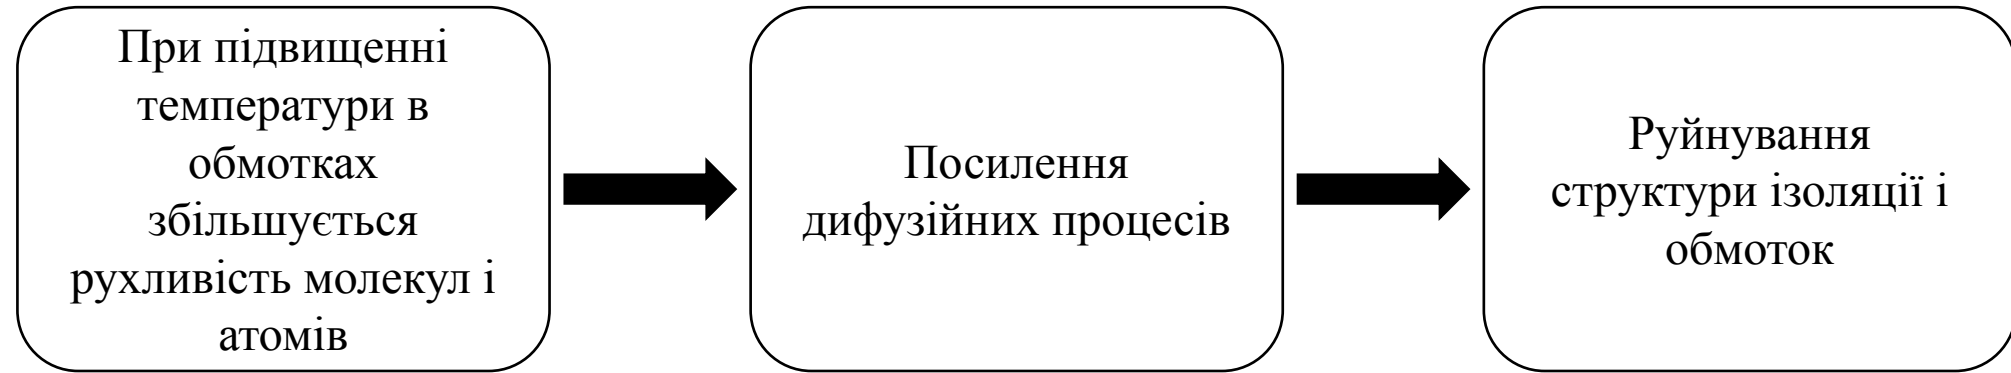 При підвищенні
температури в
обмотках
збільшується
рухливість молекул і
атомів
Посилення
дифузійних процесів
Руйнування
структури ізоляції і
обмоток